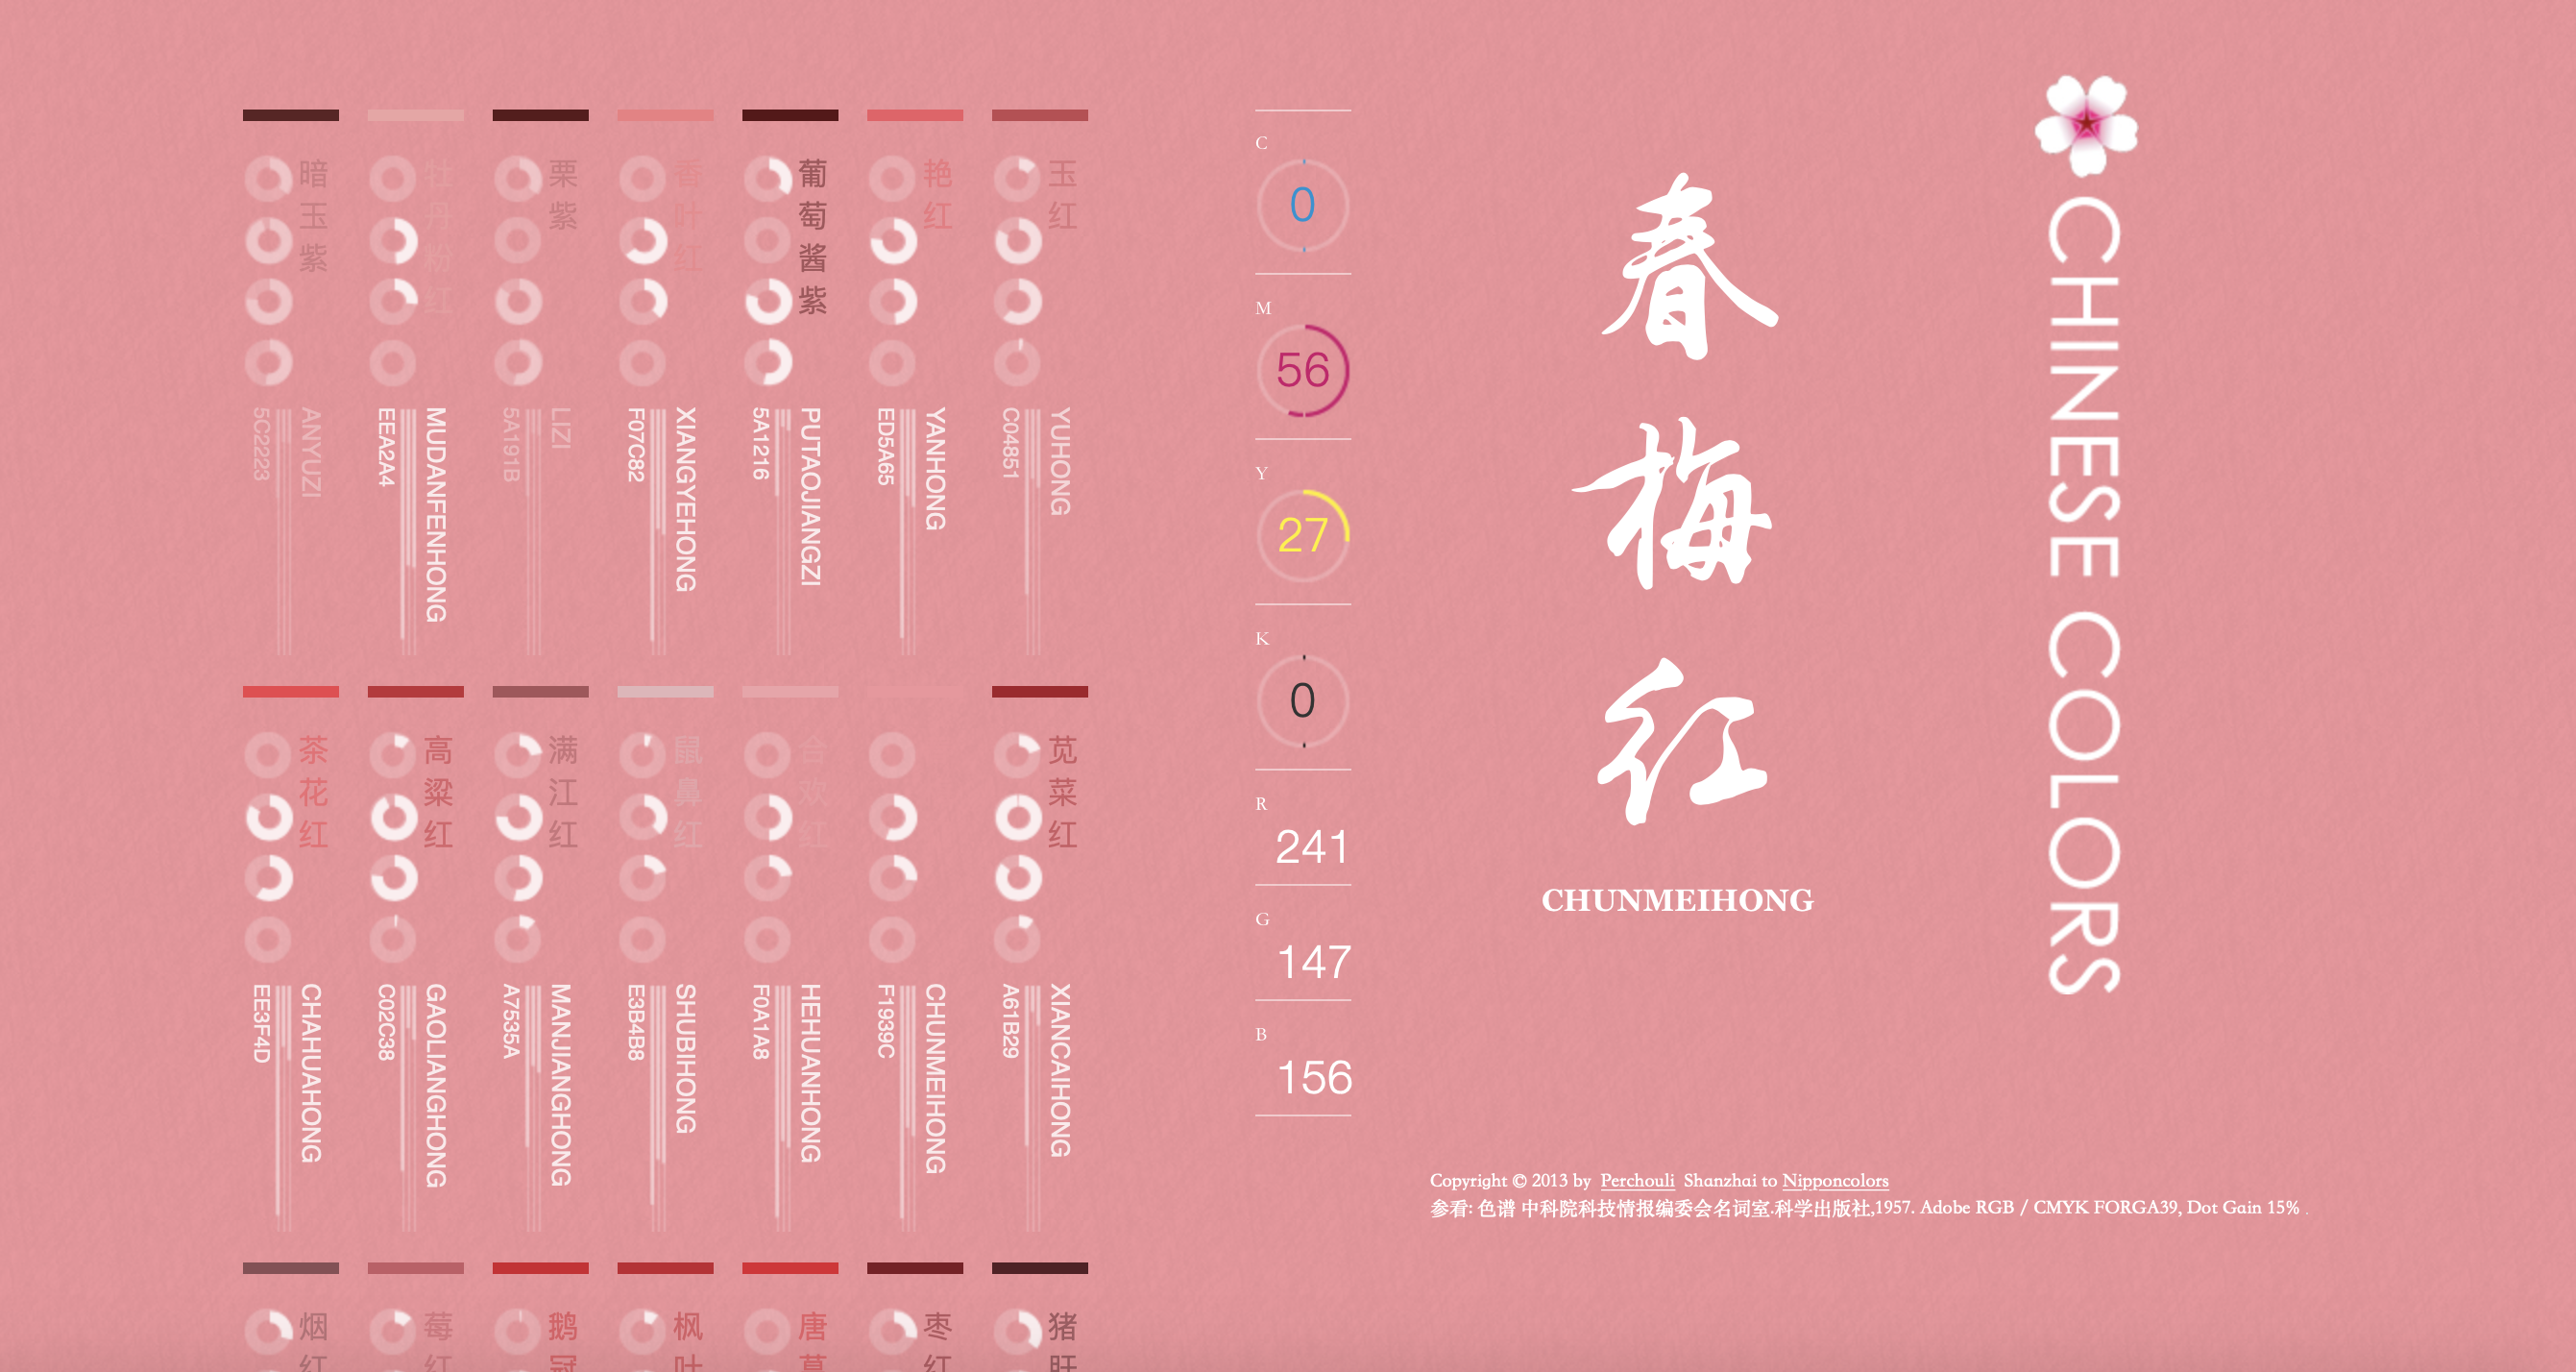 暗玉紫
ANYUZI
5C2223
牡丹粉红
MUDANFENHONG
EEA2A4
栗紫
LIZI
5A191B
香叶红
XIANGYEHONG
F07C82
葡萄酱紫
PUTAOJIANGZI
5A1216
艳红
YANHONG
ED5A65
玉红
YUHONG
C04851
茶花红
CHAHUAHONG
EE3F4D
高粱红
GAOLIANGHONG
C02C38
满江红
MANJIANGHONG
A7535A
鼠鼻红
SHUBIHONG
E3B4B8
合欢红
HEHUANHONG
F0A1A8
CHUNMEIHONG
F1939C
苋菜红
XIANCAIHONG
A61B29
烟红
莓红
鹅冠
枫叶
唐菖
枣红
猪肝
C
0
M
56
Y
27
K
0
R
241
G
147
B
156
春梅红
CHUNMEIHONG
CHINESE COLORS
Copyright © 2013 by Perchouli Shanzhai to Nipponcolors
参看: 色谱 中科院科技情报编委会名词室.科学出版社,1957. Adobe RGB / CMYK FORGA39, Dot Gain 15% .